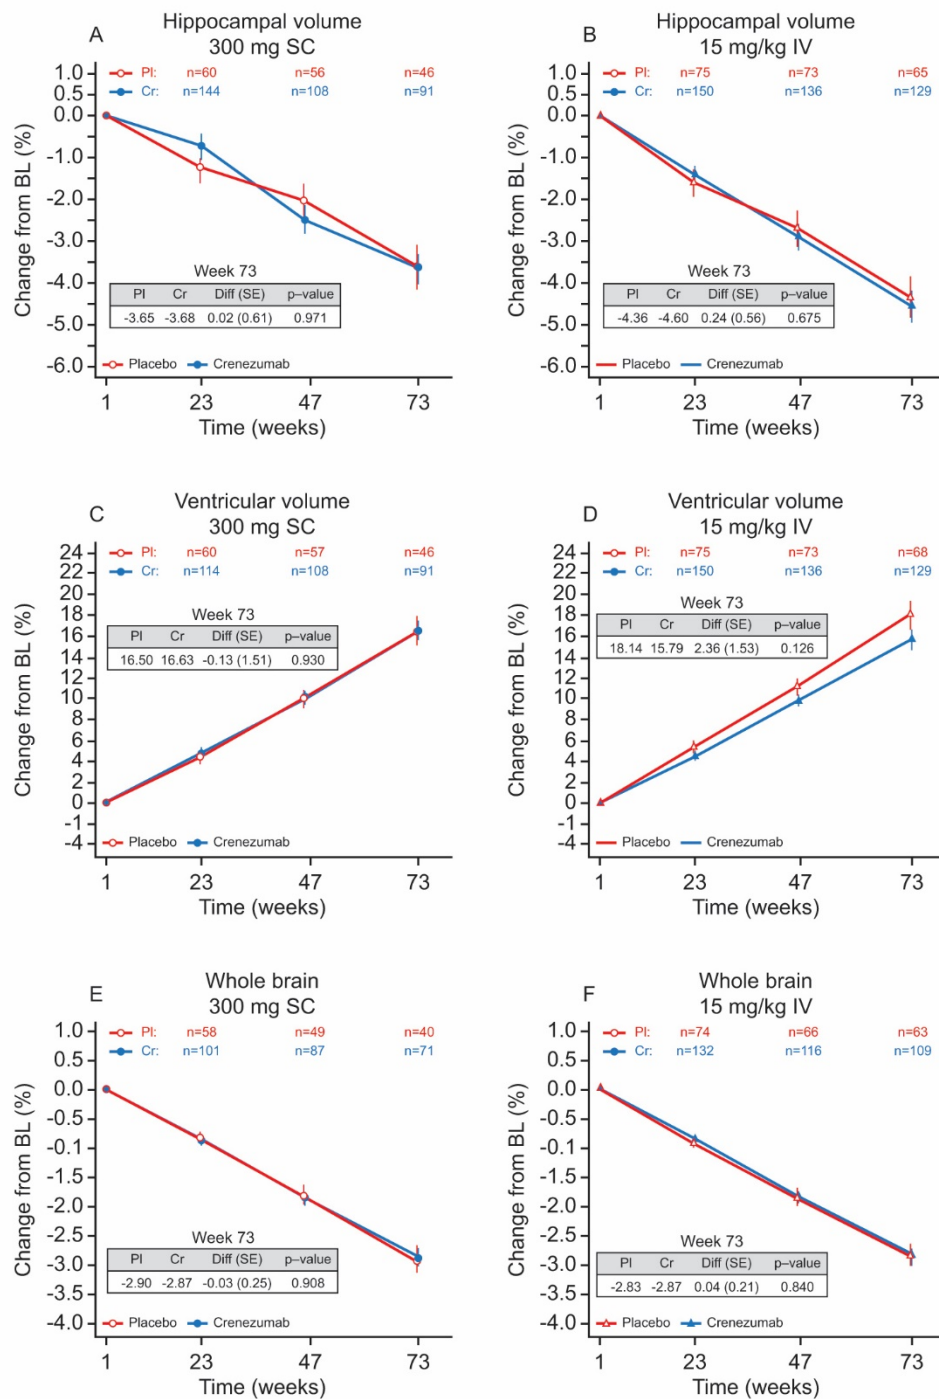 A
Hippocampal volume
300 mg SC
Pl: n=60 n=56 n=46
Cr: n=144 n=108 n=91
Change from BL (%)
1.0
0.5
0.0
-1.0
-2.0
-3.0
-4.0
-5.0
-6.0
Week 73
Pl Cr Diff (SE) p–value
-3.65 -3.68 0.02 (0.61) 0.971
Placebo Crenezumab
1 23 47 73
Time (weeks)
B
Hippocampal volume
15 mg/kg IV
Pl: n=75 n=73 n=65
Cr: n=150 n=136 n=129
Change from BL (%)
1.0
0.5
0.0
-1.0
-2.0
-3.0
-4.0
-5.0
-6.0
Week 73
Pl Cr Diff (SE) p–value
-4.36 -4.60 0.24 (0.56) 0.675
Placebo Crenezumab
1 23 47 73
Time (weeks)
C
Ventricular volume
300 mg SC
Pl: n=60 n=57 n=46
Cr: n=114 n=108 n=91
Change from BL (%)
24
22
20
18
16
14
12
10
8
6
4
2
0
-1
-4
Week 73
Pl Cr Diff (SE) p–value
16.50 16.63 -0.13 (1.51) 0.930
Placebo Crenezumab
1 23 47 73
Time (weeks)
D
Ventricular volume
15 mg/kg IV
Pl: n=75 n=73 n=68
Cr: n=150 n=136 n=129
Change from BL (%)
24
22
20
18
16
14
12
10
8
6
4
2
0
-1
-4
Week 73
Pl Cr Diff (SE) p–value
18.14 15.79 2.36 (1.53) 0.126
Placebo Crenezumab
1 23 47 73
Time (weeks)
E
Whole brain
300 mg SC
Pl: n=58 n=49 n=40
Cr: n=101 n=87 n=71
Change from BL (%)
1.0
0.5
0.0
-0.5
-0.1
-1.5
-2.0
-2.5
-3.0
-3.5
-4.0
Week 73
Pl Cr Diff (SE) p–value
-2.90 -2.87 -0.03 (0.25) 0.908
Placebo Crenezumab
1 23 47 73
Time (weeks)
F
Whole brain
15 mg/kg IV
Pl: n=74 n=66 n=63
Cr: n=132 n=116 n=109
Change from BL (%)
1.0
0.5
0.0
-0.5
-0.1
-1.5
-2.0
-2.5
-3.0
-3.5
-4.0
Week 73
Pl Cr Diff (SE) p–value
-2.83 -2.87 0.04 (0.21) 0.840
Placebo Crenezumab
1 23 47 73
Time (weeks)